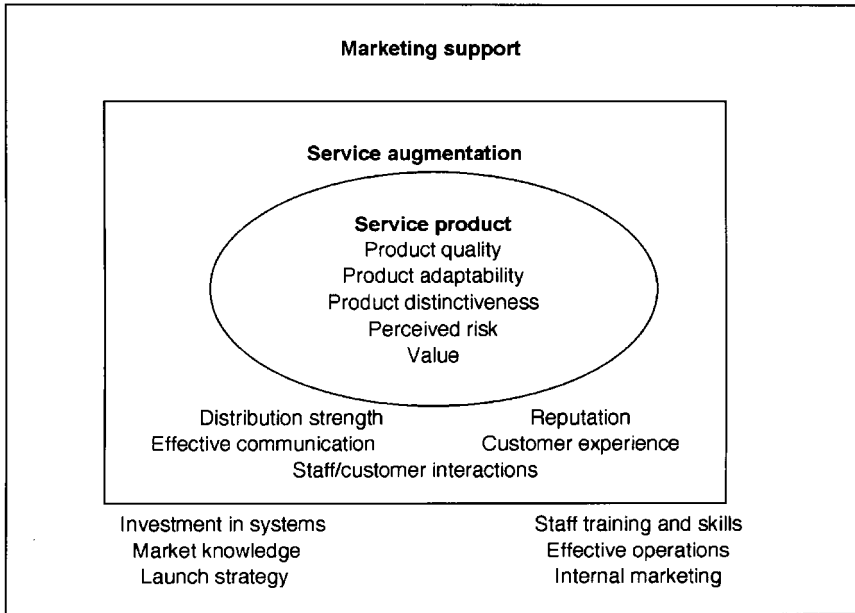 Marketing support
Service augmentation
Service product
Product quality
Product adaptability
Product distinctiveness
Perceived risk
Value
Distribution strength
Reputation
Effective communication
Customer experience
Staff/customer interactions
Investment in systems
Staff training and skills
Market knowledge
Effective operations
Launch strategy
Internal marketing